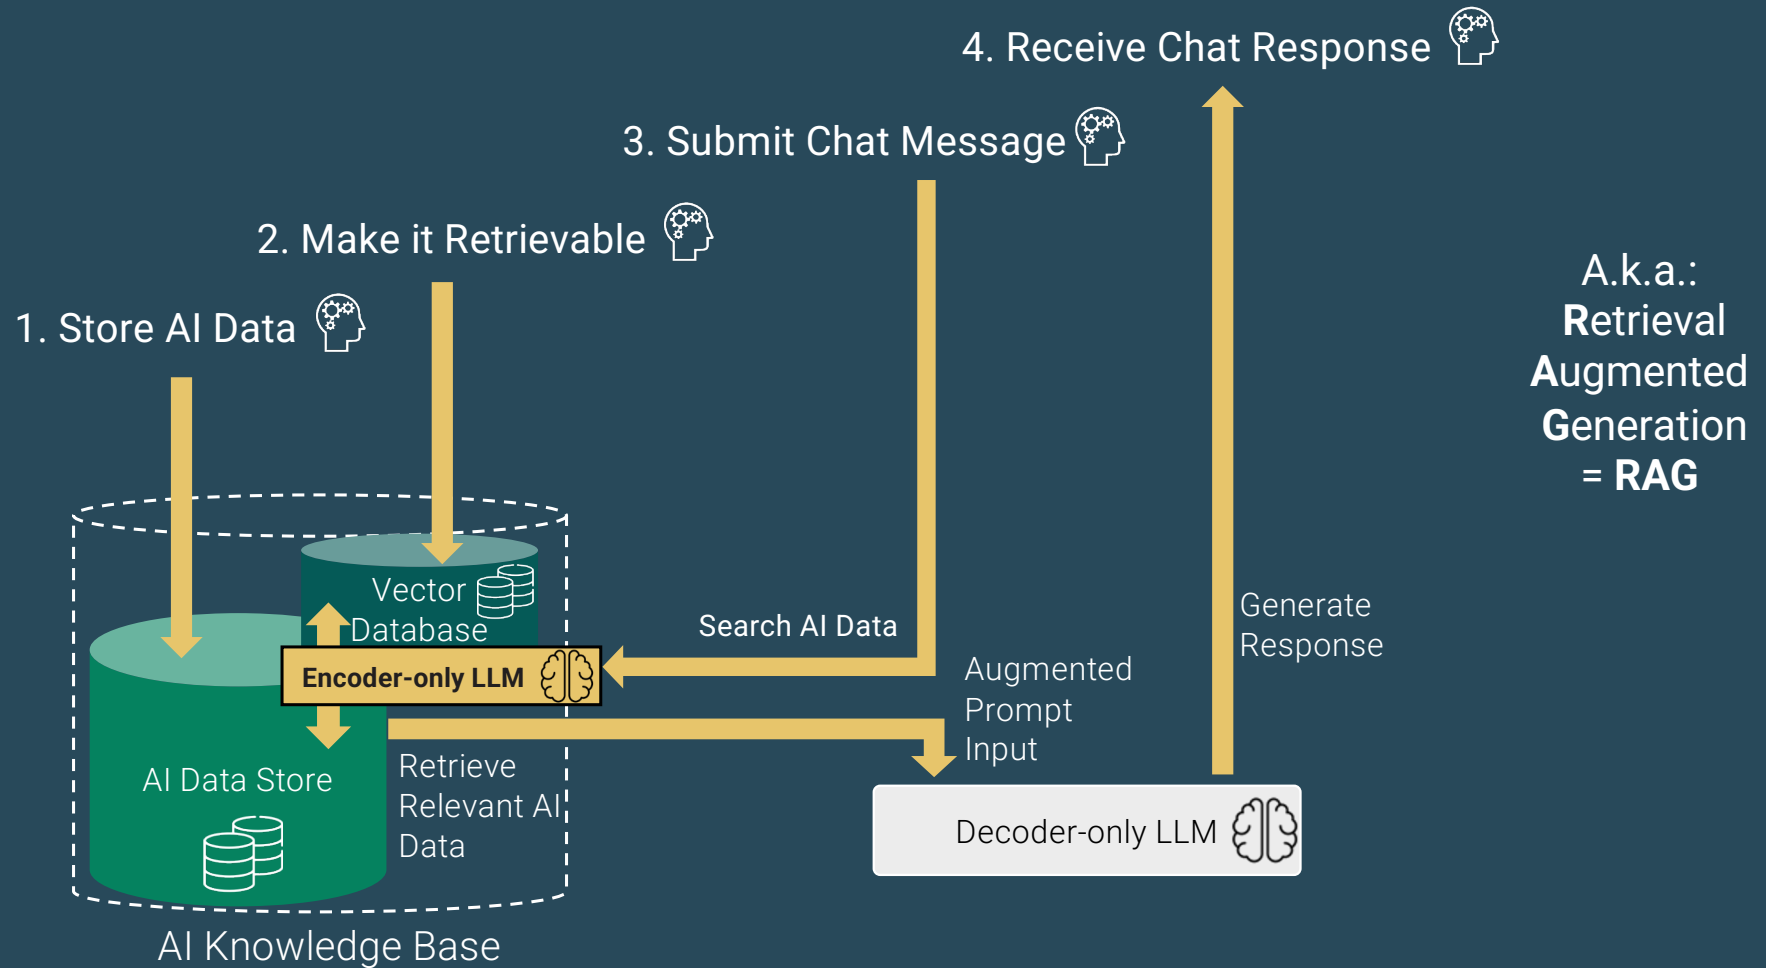 4. Receive Chat Response
3. Submit Chat Message
2. Make it Retrievable
1. Store AI Data
A.k.a.:
Retrieval
Augmented
Generation
= RAG
Vector
Database
Encoder-only LLM
Search AI Data
Generate
Response
Augmented
Prompt
Input
AI Data Store
Retrieve
Relevant AI
Data
Decoder-only LLM
AI Knowledge Base